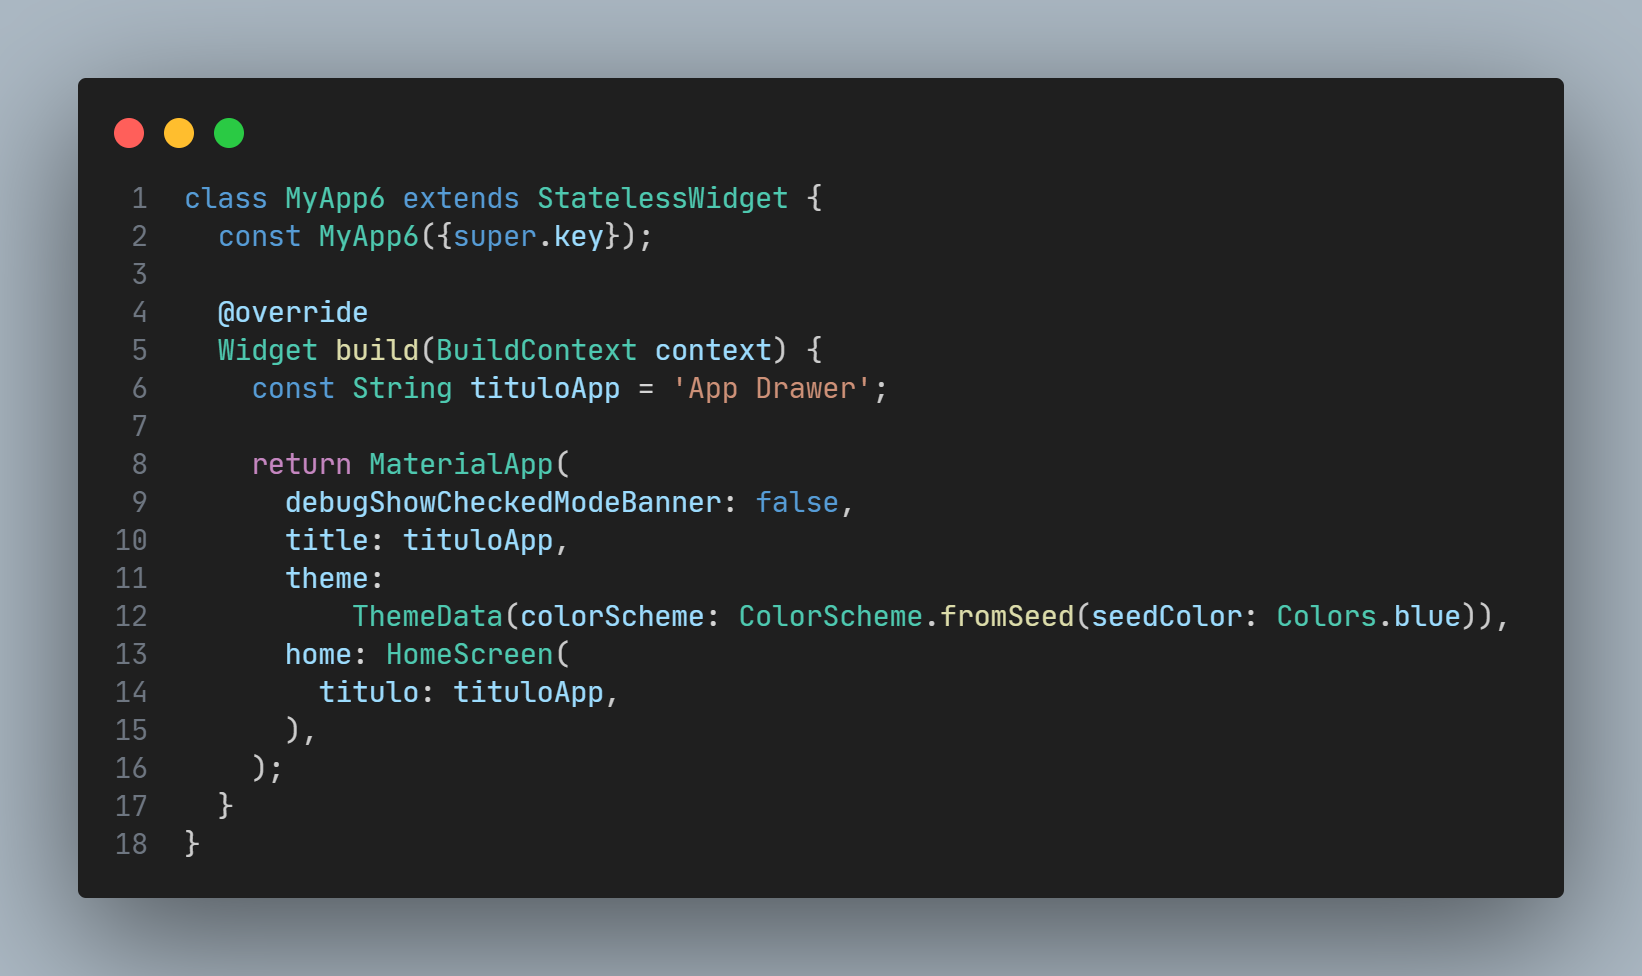 1 class MyApp6 extends StatelessWidget {
2   const MyApp6({super.key});
3
4   @override
5   Widget build(BuildContext context) {
6     const String tituloApp = 'App Drawer';
7
8     return MaterialApp(
9       debugShowCheckedModeBanner: false,
10       title: tituloApp,
11       theme:
12           ThemeData(colorScheme: ColorScheme.fromSeed(seedColor: Colors.blue)),
13       home: HomeScreen(
14         titulo: tituloApp,
15       ),
16     );
17   }
18 }